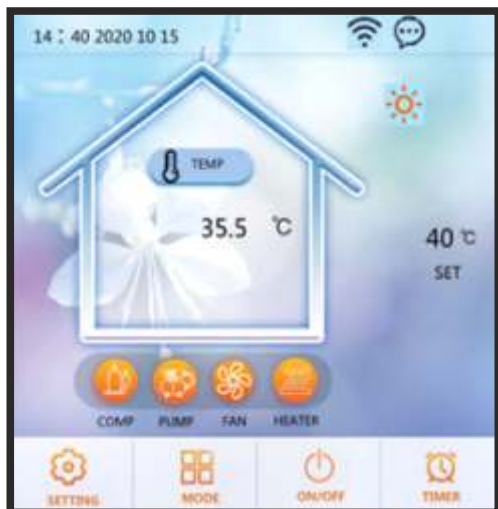 14 : 40 2020 10 15
TEMP
35.5 ℃
40 ℃
SET
COMP PUMP FAN HEATER
SETTING MODE ON/OFF TIMER